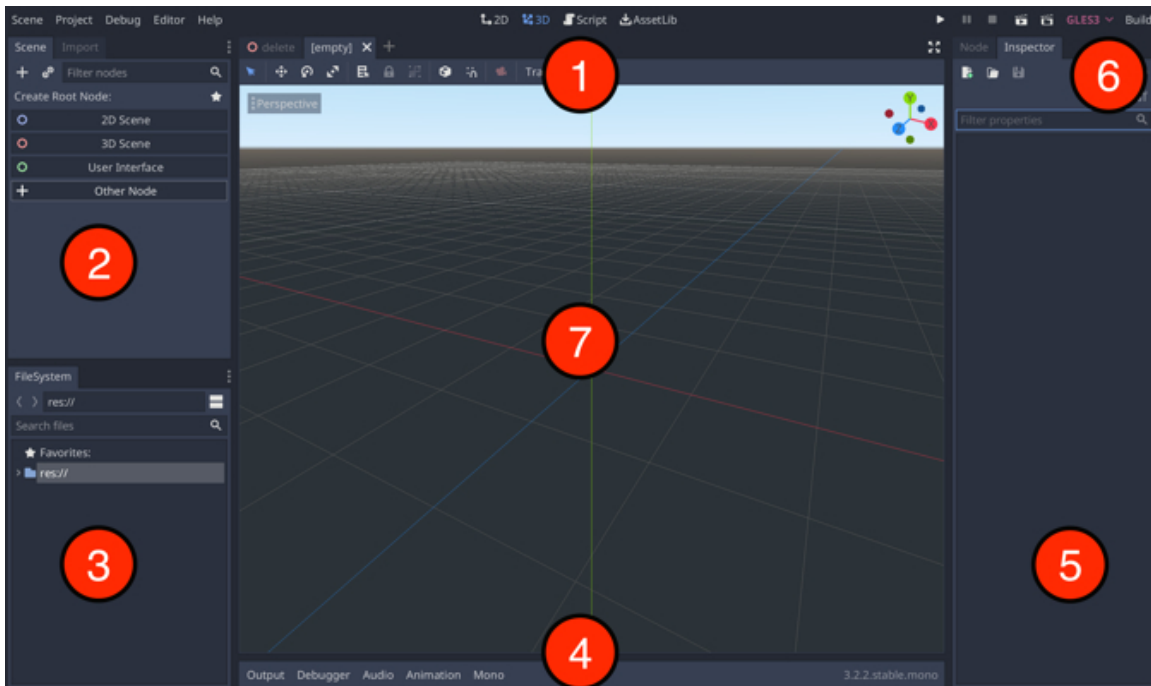 Scene Project Debug Editor Help 2D 3D Script AssetLib GLES3 Build
Scene Import delete [empty] Node Inspector
Filter nodes
1
6
Create Root Node:
Perspective
Y
X
Z
Filter properties
2D Scene
3D Scene
User Interface
Other Node
2
7
FileSystem
res://
Search files
Favorites:
res://
3
5
4
Output Debugger Audio Animation Mono 3.2.2.stable.mono